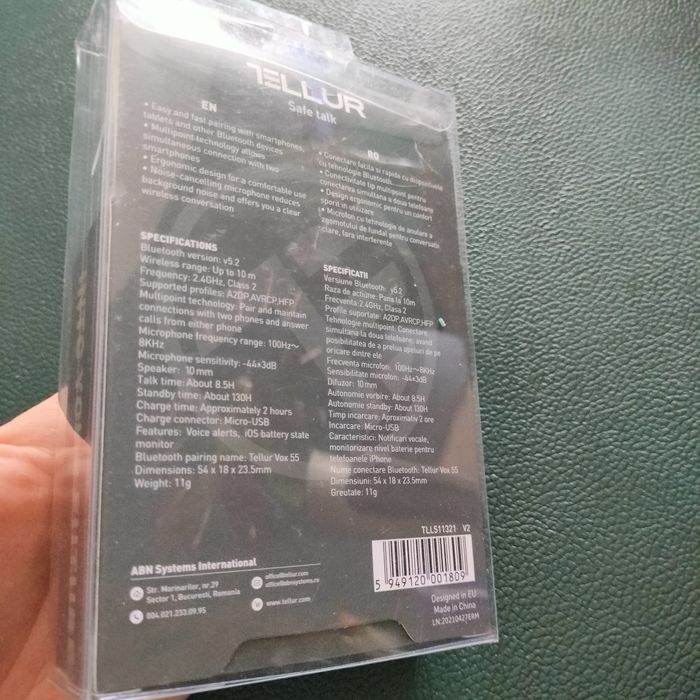 TELLUR
Safe talk
EN
• Easy and fast pairing with smartphones,
tablets and other Bluetooth devices
• Multipoint technology allows
simultaneous connection with two
smartphones
• Ergonomic design for a comfortable use
• Noise-cancelling microphone reduces
background noise and offers you a clear
wireless conversation
SPECIFICATIONS
Bluetooth version: v5.2
Wireless range: Up to 10 m
Frequency: 2.4GHz, Class 2
Supported profiles: A2DP,AVRCP,HFP
Multipoint technology: Pair and maintain
connections with two phones and answer
calls from either phone
Microphone frequency range: 100Hz~
8KHz
Microphone sensitivity: -44±3dB
Speaker: 10mm
Talk time: About 8.5H
Standby time: About 130H
Charge time: Aproximately 2 hours
Charge connector: Micro-USB
Features: Voice alerts, iOS battery state
monitor
Bluetooth pairing name: Tellur Vox 55
Dimensions: 54 x 18 x 23.5mm
Weight: 11g
RO
• Conectare facila si rapida cu dispozitivele
cu tehnologie Bluetooth
• Conectivitate tip multipoint pentru
conectarea simultana a doua telefoane
• Design ergonomic pentru un confort
sporit in utilizare
• Microfon cu tehnologie de anulare a
zgomotului de fundal pentru conversatii
clare, fara interferente
SPECIFICATII
Versiune Bluetooth: v5.2
Raza de actiune: Pana la 10m
Frecventa:2.4GHz, Clasa 2
Profile suportate: A2DP,AVRCP,HFP
Tehnologie multipoint: Conectare
simultana la doua telefoane, avand
posibilitatea de a prelua apeluri de pe
oricare dintre ele
Frecventa microfon: 100Hz~8KHz
Sensibilitate microfon: -44±3dB
Difuzor: 10mm
Autonomie vorbire: About 8.5H
Autonomie standby: About 130H
Timp incarcare: Aproximativ 2 ore
Incarcare: Micro-USB
Caracteristici: Notificari vocale,
monitorizare nivel baterie pentru
telefoanele iPhone
Nume conectare Bluetooth: Tellur Vox 55
Dimensiuni: 54 x 18 x 23.5mm
Greutate: 11g
TLL511321 V2
5 949120 001809
ABN Systems International
Str. Marinarilor, nr.29
Sector 1, Bucuresti, Romania
004.021.233.09.95
office@tellur.com
office@abnsystems.ro
www.tellur.com
Designed in EU
Made in China
LN:20210427ERM